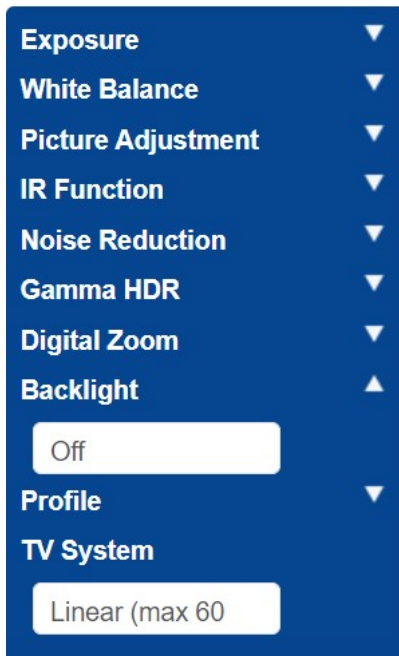 Exposure
White Balance
Picture Adjustment
IR Function
Noise Reduction
Gamma HDR
Digital Zoom
Backlight
Off
Profile
TV System
Linear (max 60